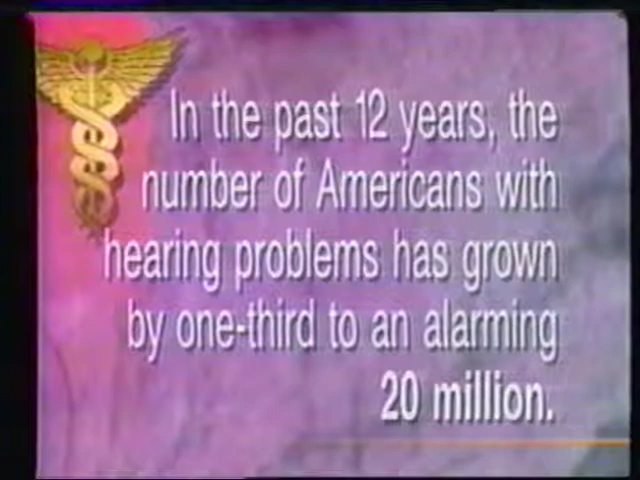 In the past 12 years, the
number of Americans with
hearing problems has grown
by one-third to an alarming
20 million.